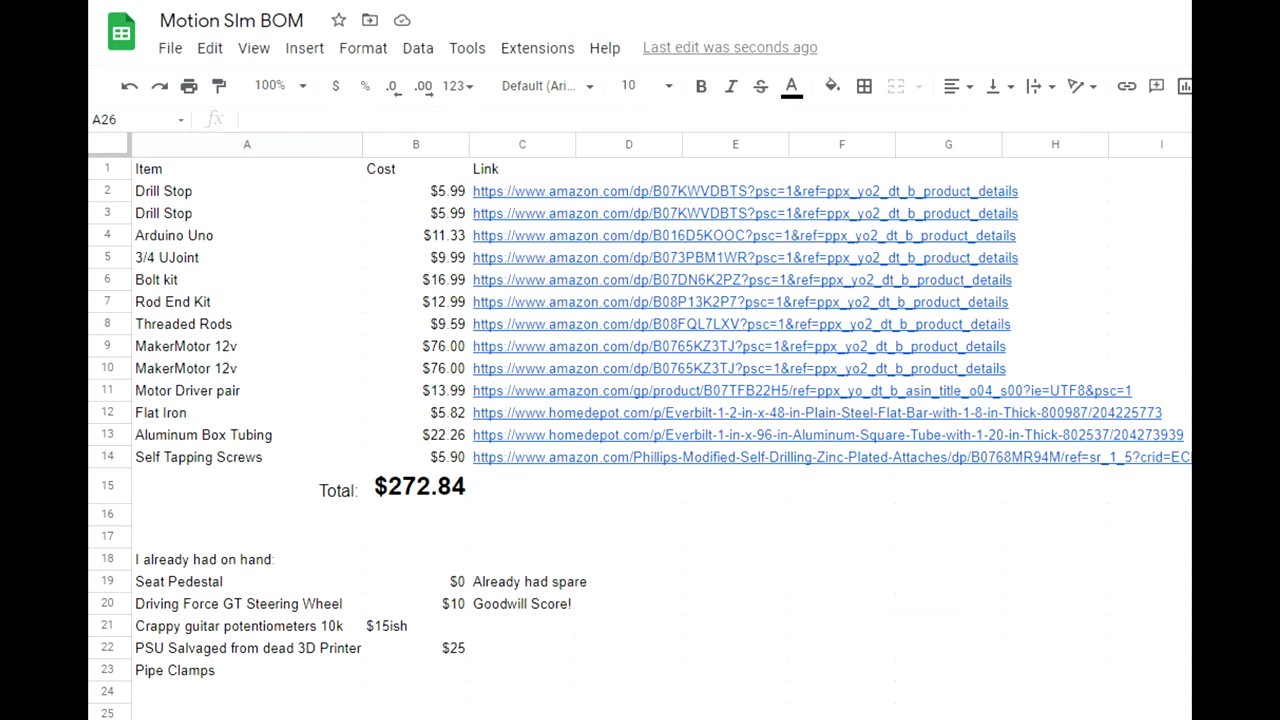 Motion SIm BOM
File Edit View Insert Format Data Tools Extensions Help Last edit was seconds ago
100% $ % .0 .00 123 Default (Ari... 10 B I S A
A26 fx
A B C D E F G H I
1 Item Cost Link
2 Drill Stop $5.99 https://www.amazon.com/dp/B07KWVDBTS?psc=1&ref=ppx_yo2_dt_b_product_details
3 Drill Stop $5.99 https://www.amazon.com/dp/B07KWVDBTS?psc=1&ref=ppx_yo2_dt_b_product_details
4 Arduino Uno $11.33 https://www.amazon.com/dp/B016D5KOOC?psc=1&ref=ppx_yo2_dt_b_product_details
5 3/4 UJoint $9.99 https://www.amazon.com/dp/B073PBM1WR?psc=1&ref=ppx_yo2_dt_b_product_details
6 Bolt kit $16.99 https://www.amazon.com/dp/B07DN6K2PZ?psc=1&ref=ppx_yo2_dt_b_product_details
7 Rod End Kit $12.99 https://www.amazon.com/dp/B08P13K2P7?psc=1&ref=ppx_yo2_dt_b_product_details
8 Threaded Rods $9.59 https://www.amazon.com/dp/B08FQL7LXV?psc=1&ref=ppx_yo2_dt_b_product_details
9 MakerMotor 12v $76.00 https://www.amazon.com/dp/B0765KZ3TJ?psc=1&ref=ppx_yo2_dt_b_product_details
10 MakerMotor 12v $76.00 https://www.amazon.com/dp/B0765KZ3TJ?psc=1&ref=ppx_yo2_dt_b_product_details
11 Motor Driver pair $13.99 https://www.amazon.com/gp/product/B07TFB22H5/ref=ppx_yo_dt_b_asin_title_o04_s00?ie=UTF8&psc=1
12 Flat Iron $5.82 https://www.homedepot.com/p/Everbilt-1-2-in-x-48-in-Plain-Steel-Flat-Bar-with-1-8-in-Thick-800987/204225773
13 Aluminum Box Tubing $22.26 https://www.homedepot.com/p/Everbilt-1-in-x-96-in-Aluminum-Square-Tube-with-1-20-in-Thick-802537/204273939
14 Self Tapping Screws $5.90 https://www.amazon.com/Phillips-Modified-Self-Drilling-Zinc-Plated-Attaches/dp/B0768MR94M/ref=sr_1_5?crid=EC
15 Total: $272.84
16
17
18 I already had on hand:
19 Seat Pedestal $0 Already had spare
20 Driving Force GT Steering Wheel $10 Goodwill Score!
21 Crappy guitar potentiometers 10k $15ish
22 PSU Salvaged from dead 3D Printer $25
23 Pipe Clamps
24
25